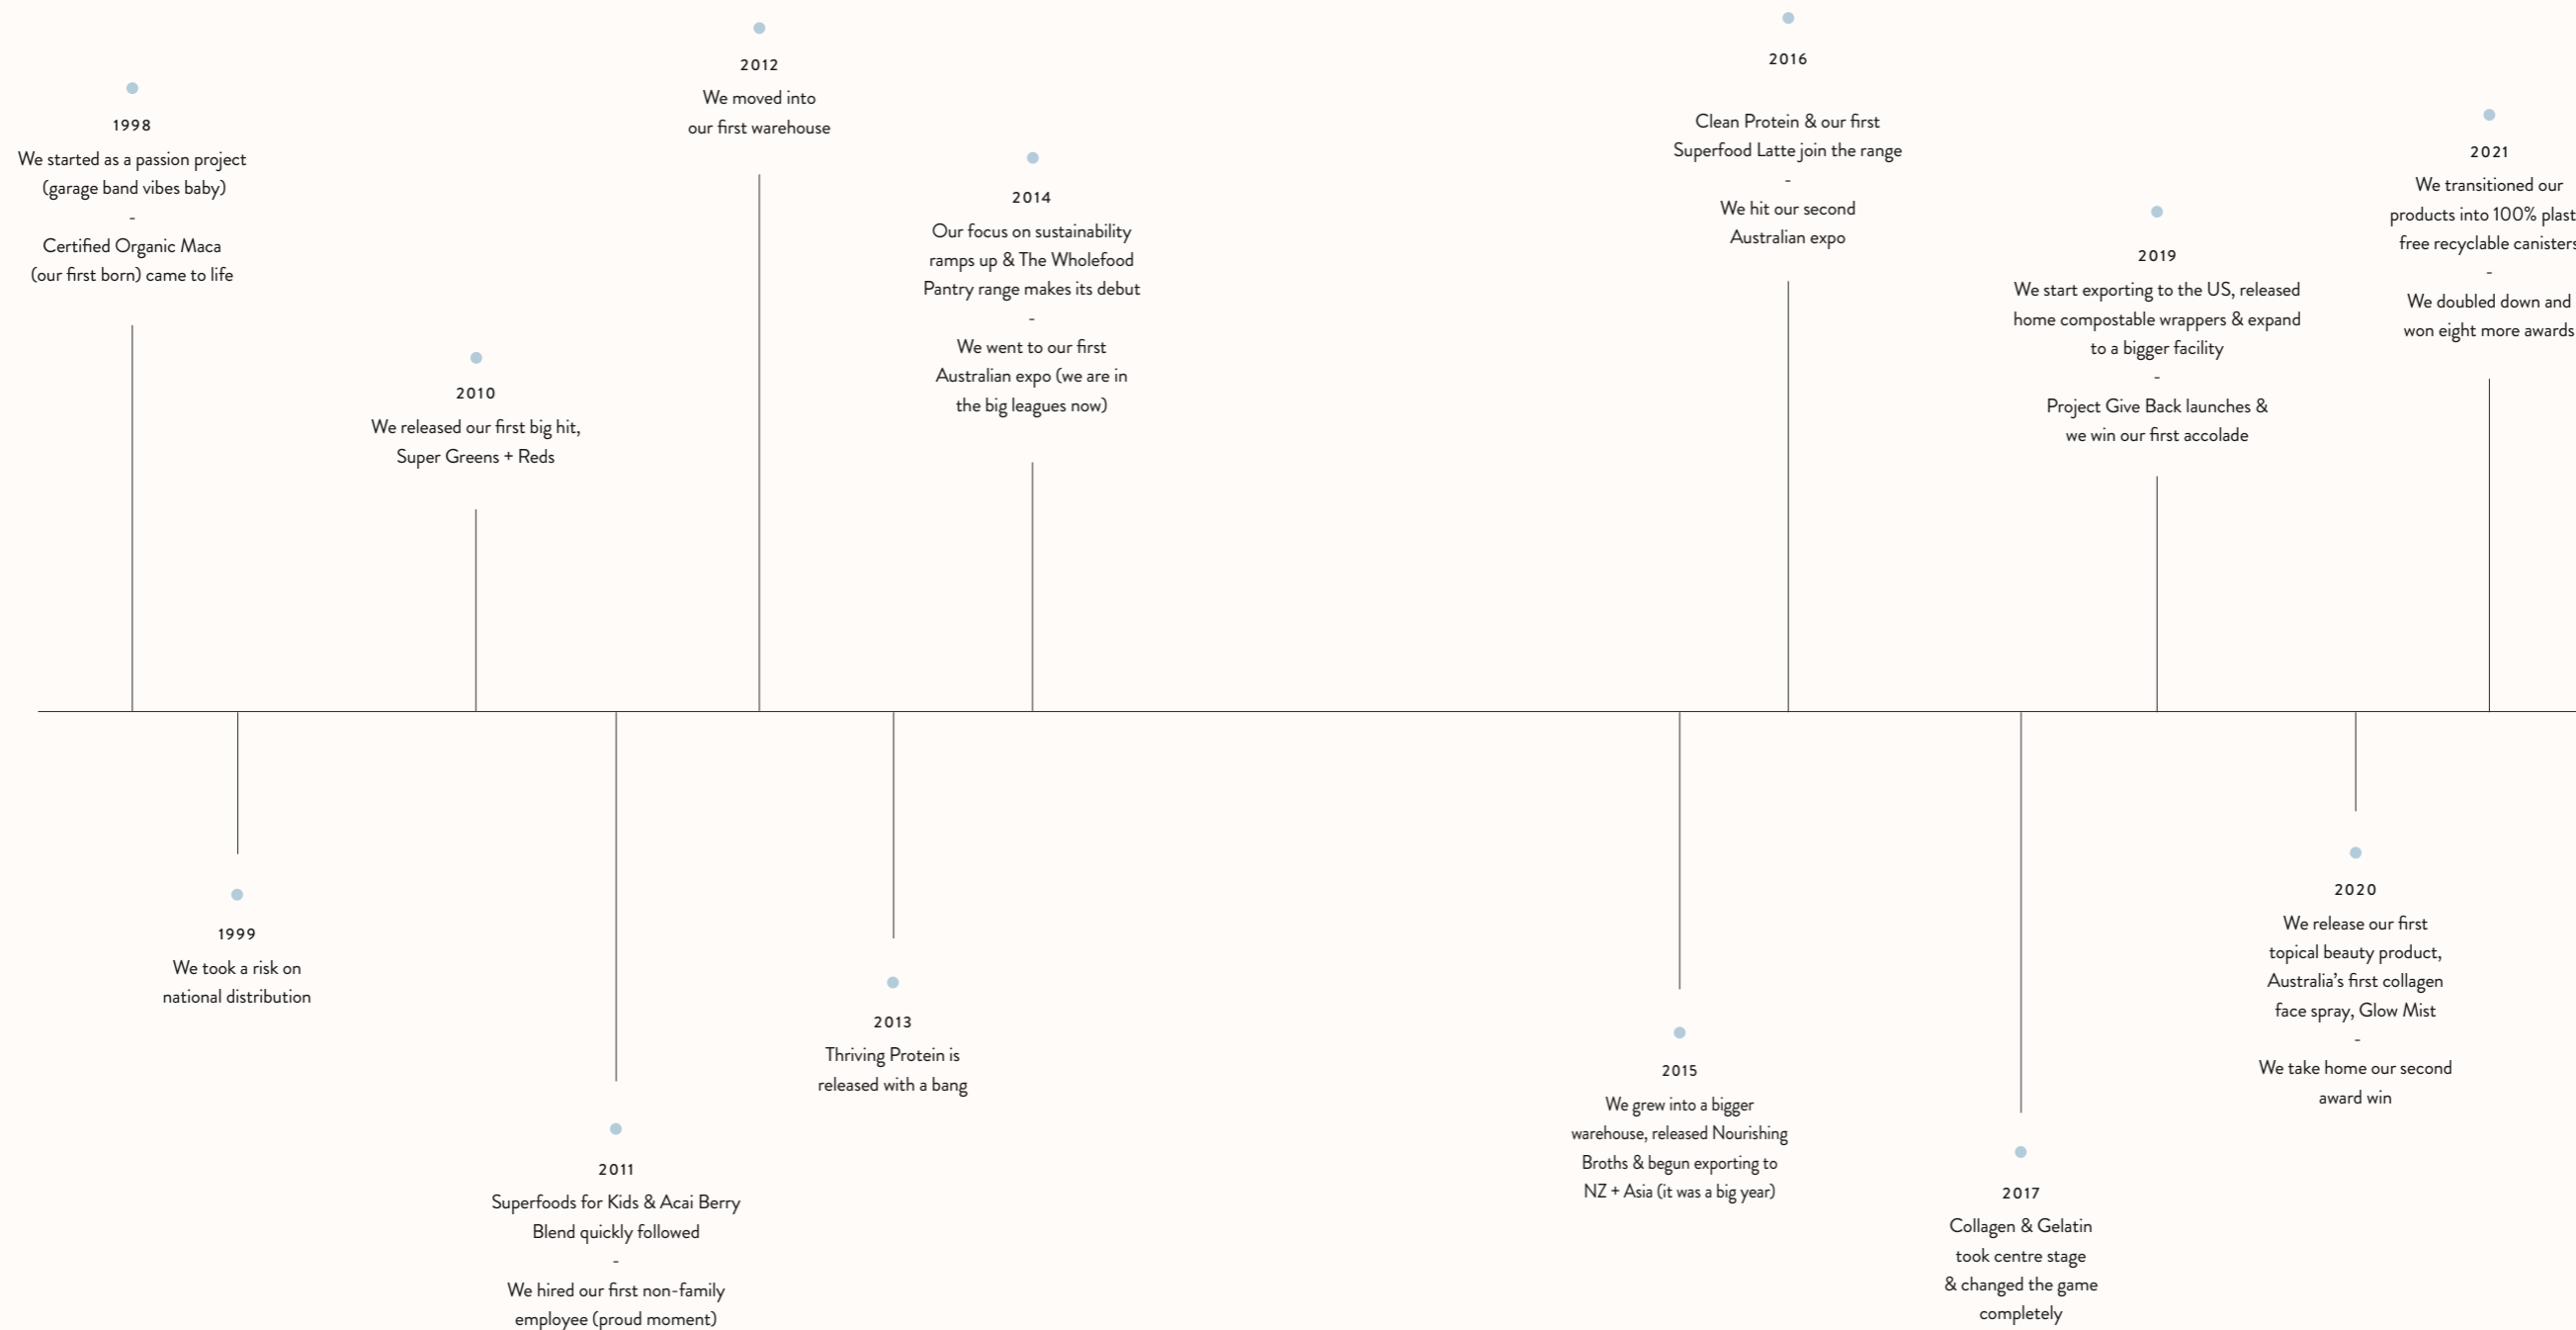 1998
We started as a passion project
(garage band vibes baby)
-
Certified Organic Maca
(our first born) came to life
1999
We took a risk on
national distribution
2010
We released our first big hit,
Super Greens + Reds
2011
Superfoods for Kids & Acai Berry
Blend quickly followed
-
We hired our first non-family
employee (proud moment)
2012
We moved into
our first warehouse
2013
Thriving Protein is
released with a bang
2014
Our focus on sustainability
ramps up & The Wholefood
Pantry range makes its debut
-
We went to our first
Australian expo (we are in
the big leagues now)
2015
We grew into a bigger
warehouse, released Nourishing
Broths & begun exporting to
NZ + Asia (it was a big year)
2016
Clean Protein & our first
Superfood Latte join the range
-
We hit our second
Australian expo
2017
Collagen & Gelatin
took centre stage
& changed the game
completely
2019
We start exporting to the US, released
home compostable wrappers & expand
to a bigger facility
-
Project Give Back launches &
we win our first accolade
2020
We release our first
topical beauty product,
Australia's first collagen
face spray, Glow Mist
-
We take home our second
award win
2021
We transitioned our
products into 100% plast
free recyclable canisters
-
We doubled down and
won eight more awards